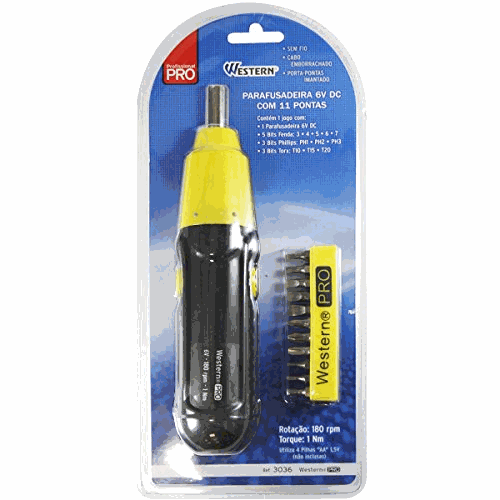 Professional
PRO
WESTERN®
• SEM FIO
• CABO
EMBORRACHADO
• PORTA-PONTAS
IMANTADO
PARAFUSADEIRA 6V DC
COM 11 PONTAS
Contém 1 jogo com:
• 1 Parafusadeira 6V DC
• 5 Bits Fenda: 3 • 4 • 5 • 6 • 7
• 3 Bits Phillips: PH1 • PH2 • PH3
• 3 Bits Torx: T10 • T15 • T20
Western® PRO
6V - 180 rpm - 1 Nm
Western® PRO
Rotação: 180 rpm
Torque: 1 Nm
Utilize 4 Pilhas "AA" 1,5V
(não inclusas)
Ref. 3036 Western® PRO